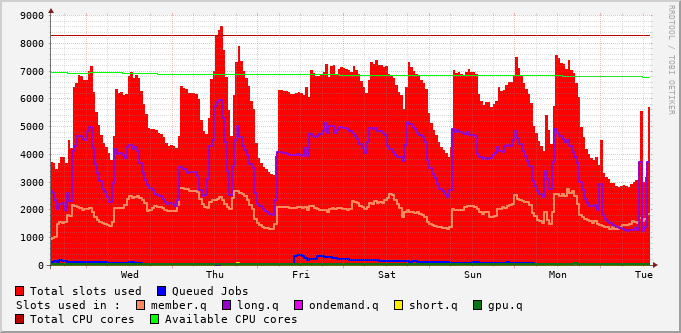 9000
8000
7000
6000
5000
4000
3000
2000
1000
0
Wed Thu Fri Sat Sun Mon Tue
RRDTOOL / TOBI OETIKER
Total slots used Queued Jobs
Slots used in : member.q long.q ondemand.q short.q gpu.q
Total CPU cores Available CPU cores